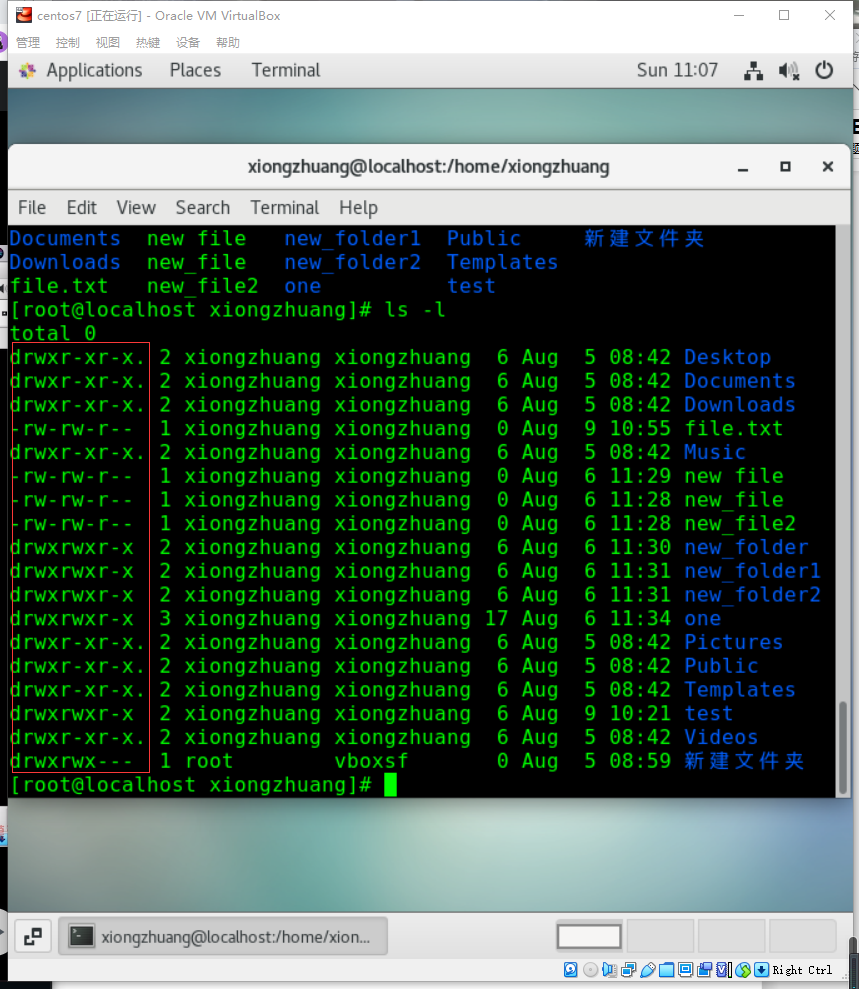 centos7 [正在运行] - Oracle VM VirtualBox
管理 控制 视图 热键 设备 帮助
Applications Places Terminal Sun 11:07
xiongzhuang@localhost:/home/xiongzhuang
File Edit View Search Terminal Help
Documents new file new_folder1 Public 新建文件夹
Downloads new_file new_folder2 Templates
file.txt new_file2 one test
[root@localhost xiongzhuang]# ls -l
total 0
drwxr-xr-x. 2 xiongzhuang xiongzhuang 6 Aug 5 08:42 Desktop
drwxr-xr-x. 2 xiongzhuang xiongzhuang 6 Aug 5 08:42 Documents
drwxr-xr-x. 2 xiongzhuang xiongzhuang 6 Aug 5 08:42 Downloads
-rw-rw-r-- 1 xiongzhuang xiongzhuang 0 Aug 9 10:55 file.txt
drwxr-xr-x. 2 xiongzhuang xiongzhuang 6 Aug 5 08:42 Music
-rw-rw-r-- 1 xiongzhuang xiongzhuang 0 Aug 6 11:29 new file
-rw-rw-r-- 1 xiongzhuang xiongzhuang 0 Aug 6 11:28 new_file
-rw-rw-r-- 1 xiongzhuang xiongzhuang 0 Aug 6 11:28 new_file2
drwxrwxr-x 2 xiongzhuang xiongzhuang 6 Aug 6 11:30 new_folder
drwxrwxr-x 2 xiongzhuang xiongzhuang 6 Aug 6 11:31 new_folder1
drwxrwxr-x 2 xiongzhuang xiongzhuang 6 Aug 6 11:31 new_folder2
drwxrwxr-x 3 xiongzhuang xiongzhuang 17 Aug 6 11:34 one
drwxr-xr-x. 2 xiongzhuang xiongzhuang 6 Aug 5 08:42 Pictures
drwxr-xr-x. 2 xiongzhuang xiongzhuang 6 Aug 5 08:42 Public
drwxr-xr-x. 2 xiongzhuang xiongzhuang 6 Aug 5 08:42 Templates
drwxrwxr-x 2 xiongzhuang xiongzhuang 6 Aug 9 10:21 test
drwxr-xr-x. 2 xiongzhuang xiongzhuang 6 Aug 5 08:42 Videos
drwxrwx--- 1 root vboxsf 0 Aug 5 08:59 新建文件夹
[root@localhost xiongzhuang]#
xiongzhuang@localhost:/home/xion...
Right Ctrl